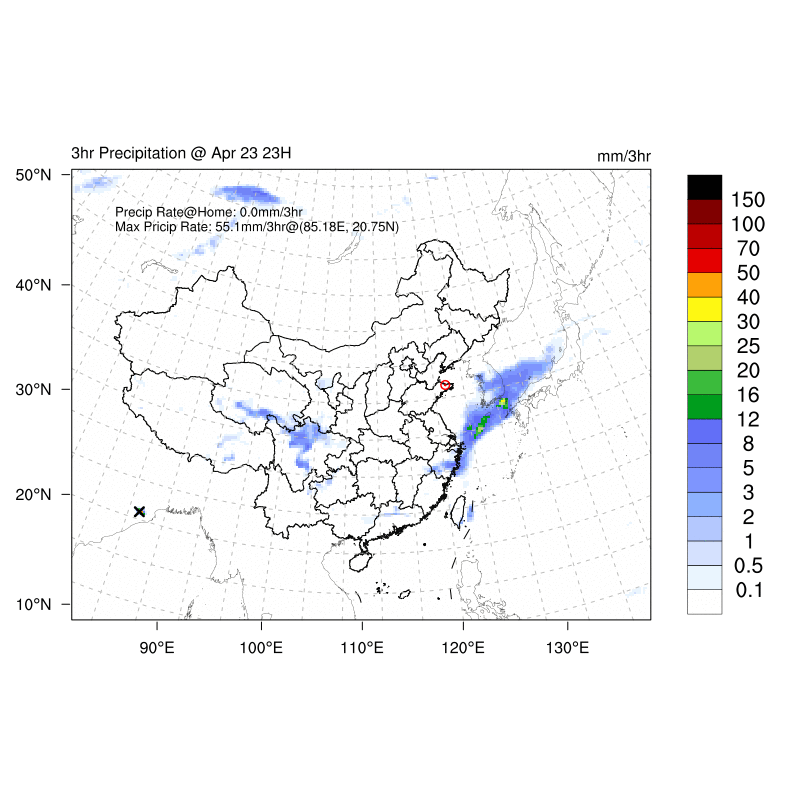 3hr Precipitation @ Apr 23 23H
mm/3hr
Precip Rate@Home: 0.0mm/3hr
Max Pricip Rate: 55.1mm/3hr@(85.18E, 20.75N)
50°N
40°N
30°N
20°N
10°N
90°E
100°E
110°E
120°E
130°E
150
100
70
50
40
30
25
20
16
12
8
5
3
2
1
0.5
0.1